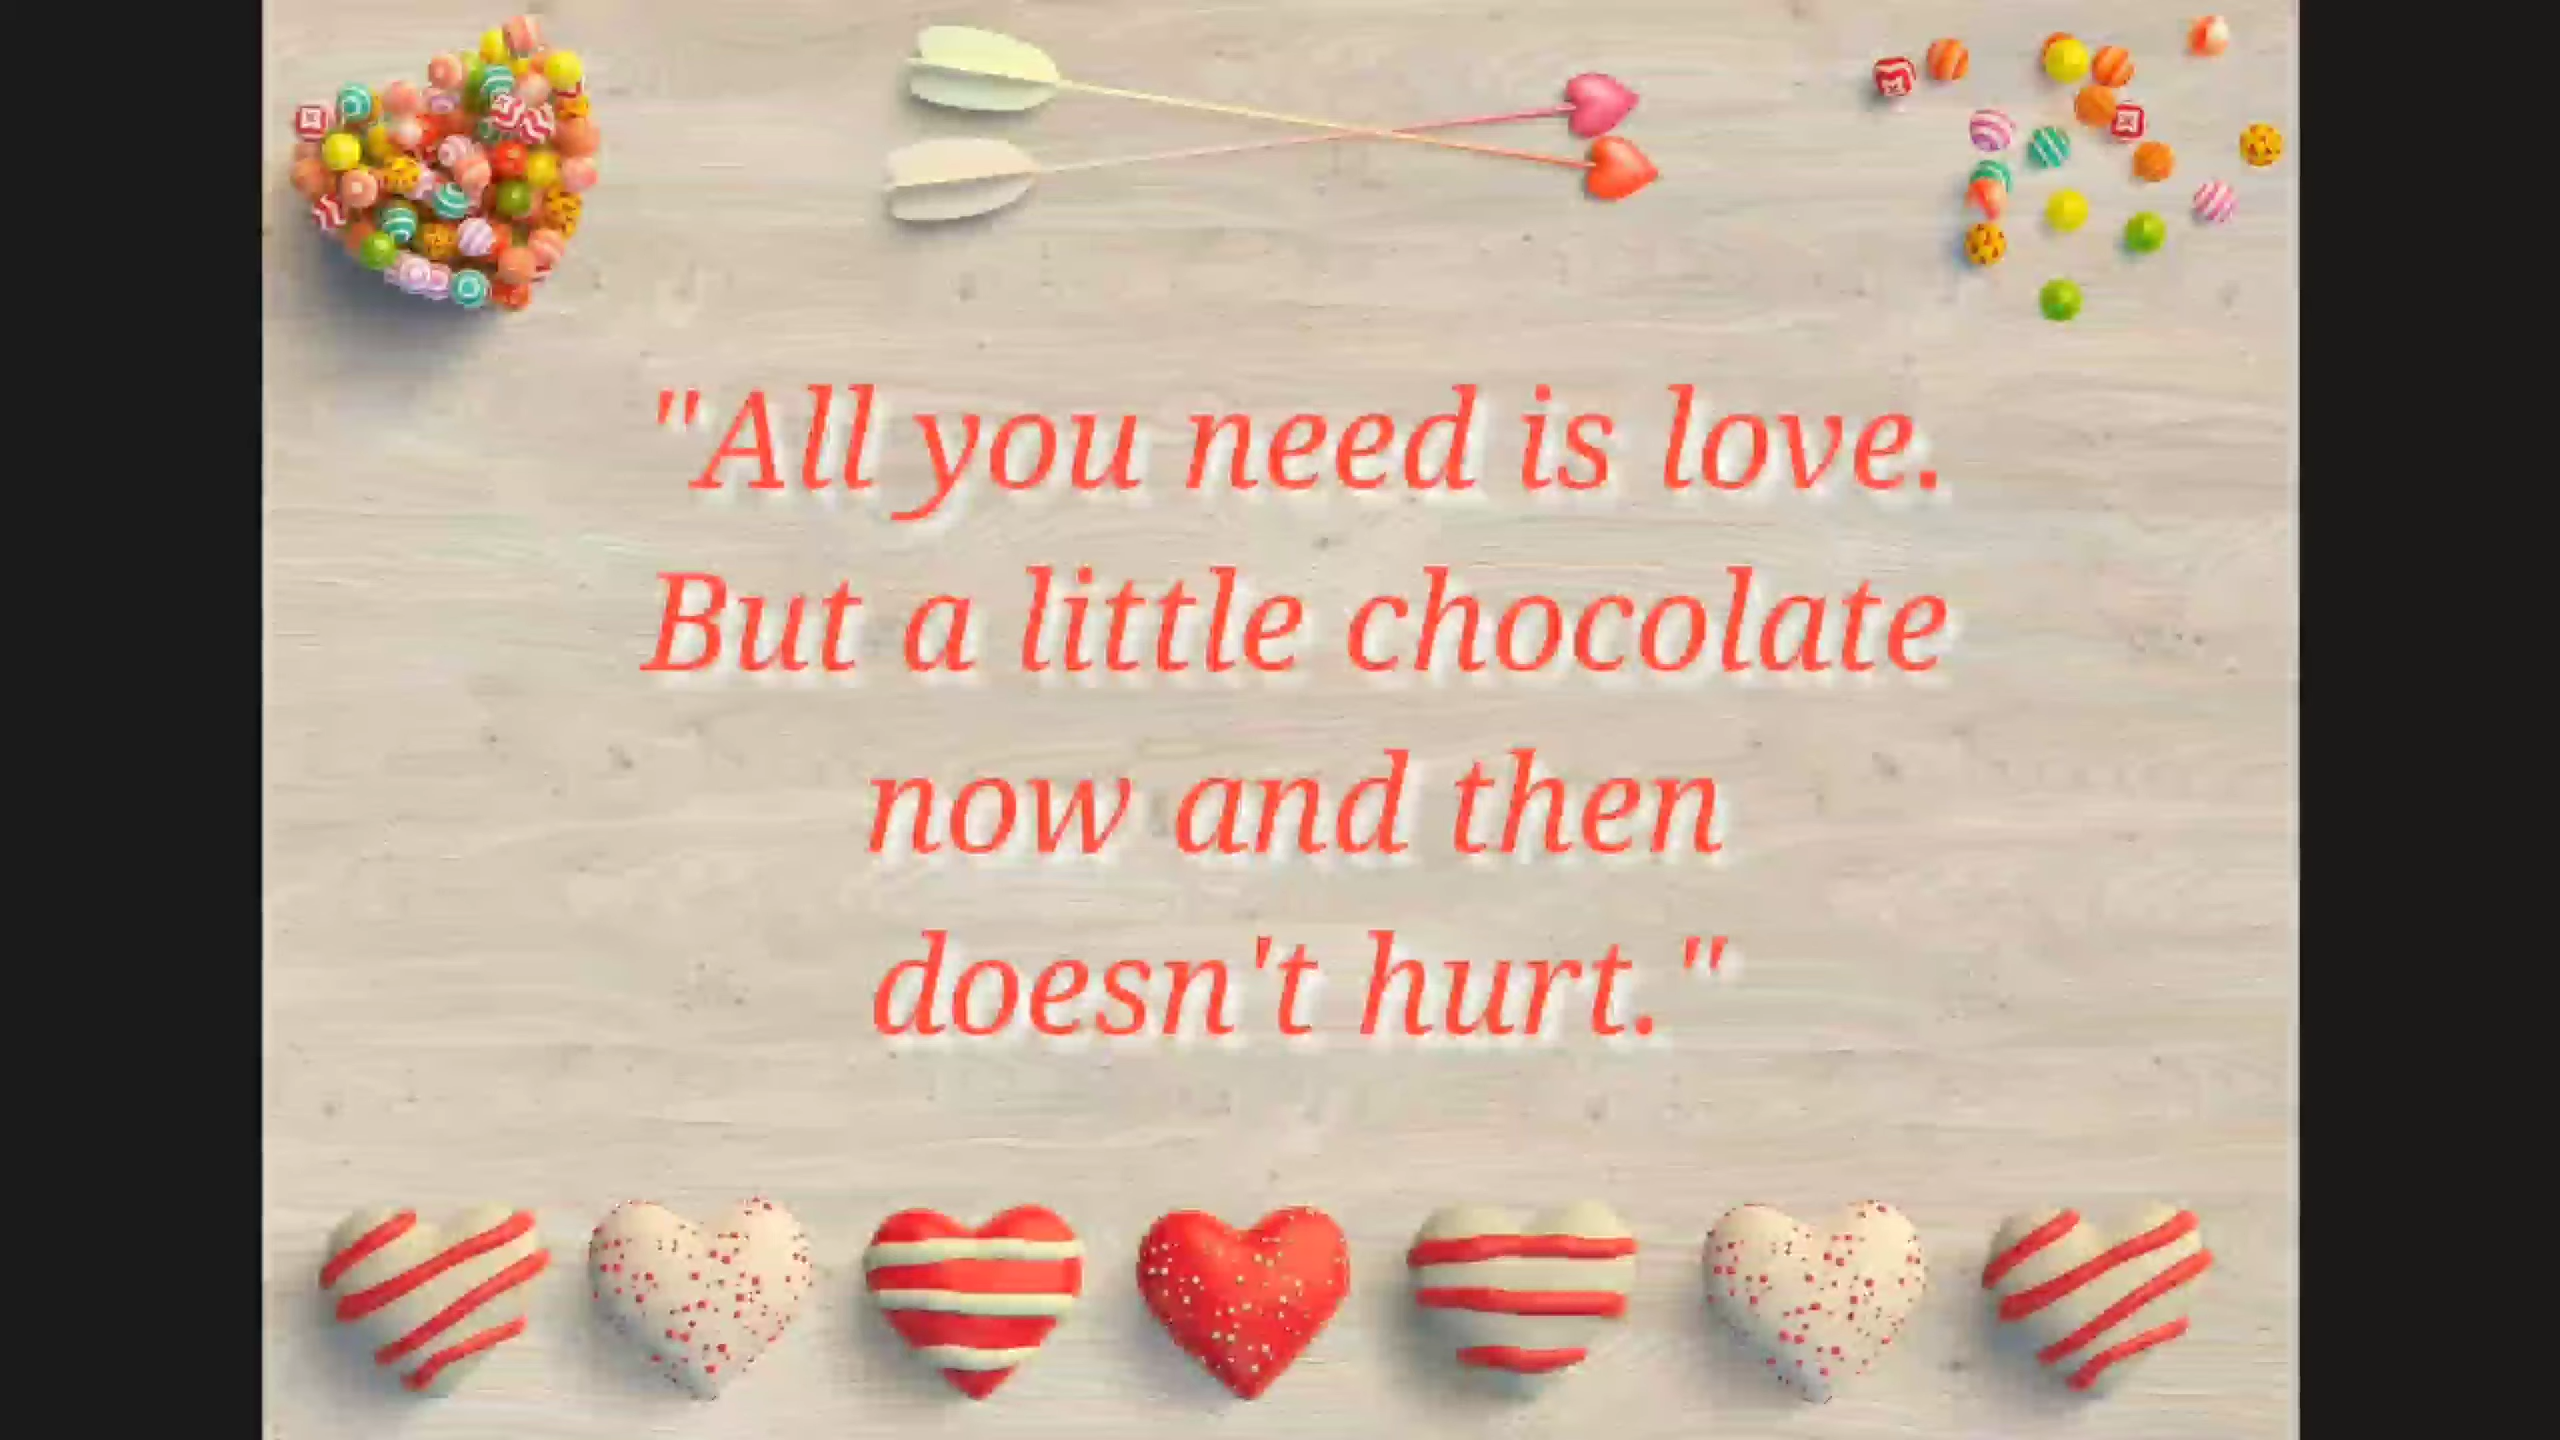 "All you need is love.
But a little chocolate
now and then
doesn't hurt."